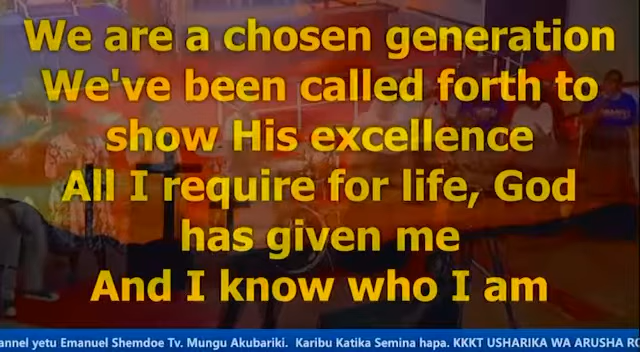 We are a chosen generation
We've been called forth to
show His excellence
All I require for life, God
has given me
And I know who I am
yetu Emanuel Shemdoe Tv. Mungu Akubariki. Karibu Katika Semina hapa. KKKT USHARIKA WA ARUSHA